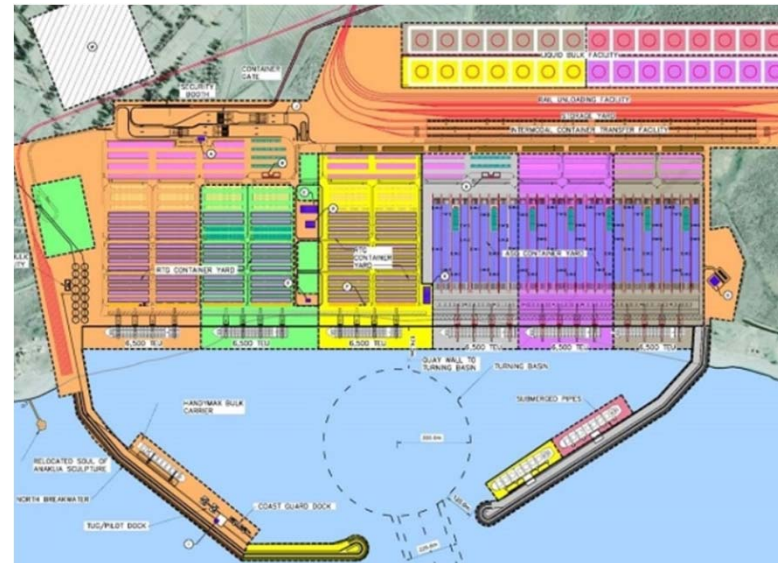 LIQUID BULK FACILITY
CONTAINER
GATE
SECURITY
BOOTH
RAIL UNLOADING FACILITY
STORAGE YARD
INTERMODAL CONTAINER TRANSFER FACILITY
RTG CONTAINER YARD
RTG
CONTAINER
YARD
ASC CONTAINER YARD
6,500 TEU
6,500 TEU
6,500 TEU
6,500 TEU
6,500 TEU
6,500 TEU
QUAY WALL TO
TURNING BASIN
TURNING BASIN
SUBMERGED PIPES
HANDYMAX BULK
CARRIER
RELOCATED SOUL OF
ANAKLIA SCULPTURE
NORTH BREAKWATER
COAST GUARD DOCK
TUG/PILOT DOCK